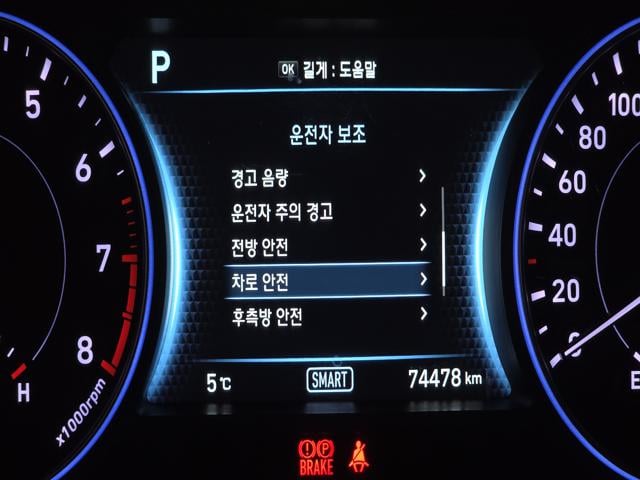 P
OK 길게 : 도움말
운전자 보조
경고 음량
운전자 주의 경고
전방 안전
차로 안전
후측방 안전
5℃
SMART
74478 km
5
6
7
8
H
x1000rpm
100
80
60
40
20
0
E
P
BRAKE